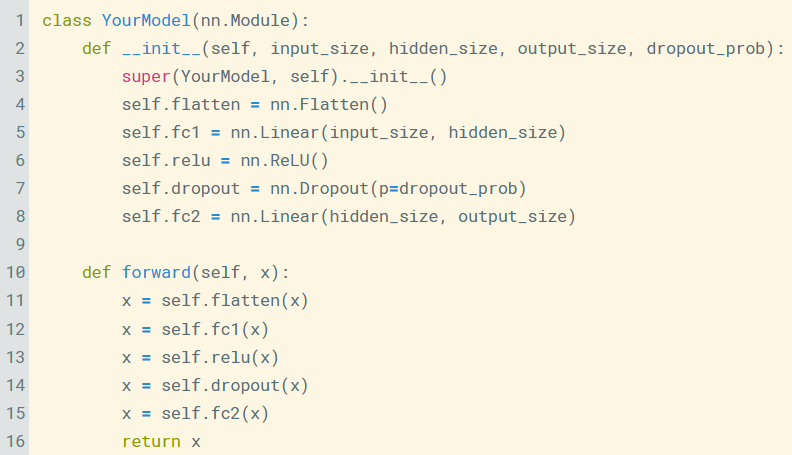 1 class YourModel(nn.Module):
2     def __init__(self, input_size, hidden_size, output_size, dropout_prob):
3         super(YourModel, self).__init__()
4         self.flatten = nn.Flatten()
5         self.fc1 = nn.Linear(input_size, hidden_size)
6         self.relu = nn.ReLU()
7         self.dropout = nn.Dropout(p=dropout_prob)
8         self.fc2 = nn.Linear(hidden_size, output_size)
9
10     def forward(self, x):
11         x = self.flatten(x)
12         x = self.fc1(x)
13         x = self.relu(x)
14         x = self.dropout(x)
15         x = self.fc2(x)
16         return x